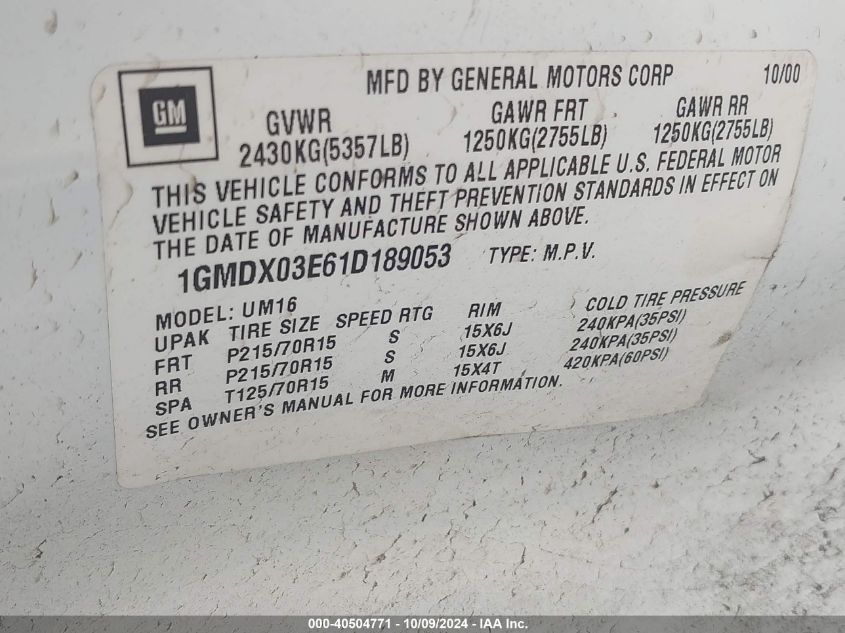 GM
MFD BY GENERAL MOTORS CORP 10/00
GVWR GAWR FRT GAWR RR
2430KG(5357LB) 1250KG(2755LB) 1250KG(2755LB)
THIS VEHICLE CONFORMS TO ALL APPLICABLE U.S. FEDERAL MOTOR
VEHICLE SAFETY AND THEFT PREVENTION STANDARDS IN EFFECT ON
THE DATE OF MANUFACTURE SHOWN ABOVE.
1GMDX03E61D189053 TYPE: M.P.V.
MODEL: UM16
UPAK TIRE SIZE SPEED RTG RIM COLD TIRE PRESSURE
FRT P215/70R15 S 15X6J 240KPA(35PSI)
RR P215/70R15 S 15X6J 240KPA(35PSI)
SPA T125/70R15 M 15X4T 420KPA(60PSI)
SEE OWNER'S MANUAL FOR MORE INFORMATION.
000-40504771 - 10/09/2024 - IAA Inc.